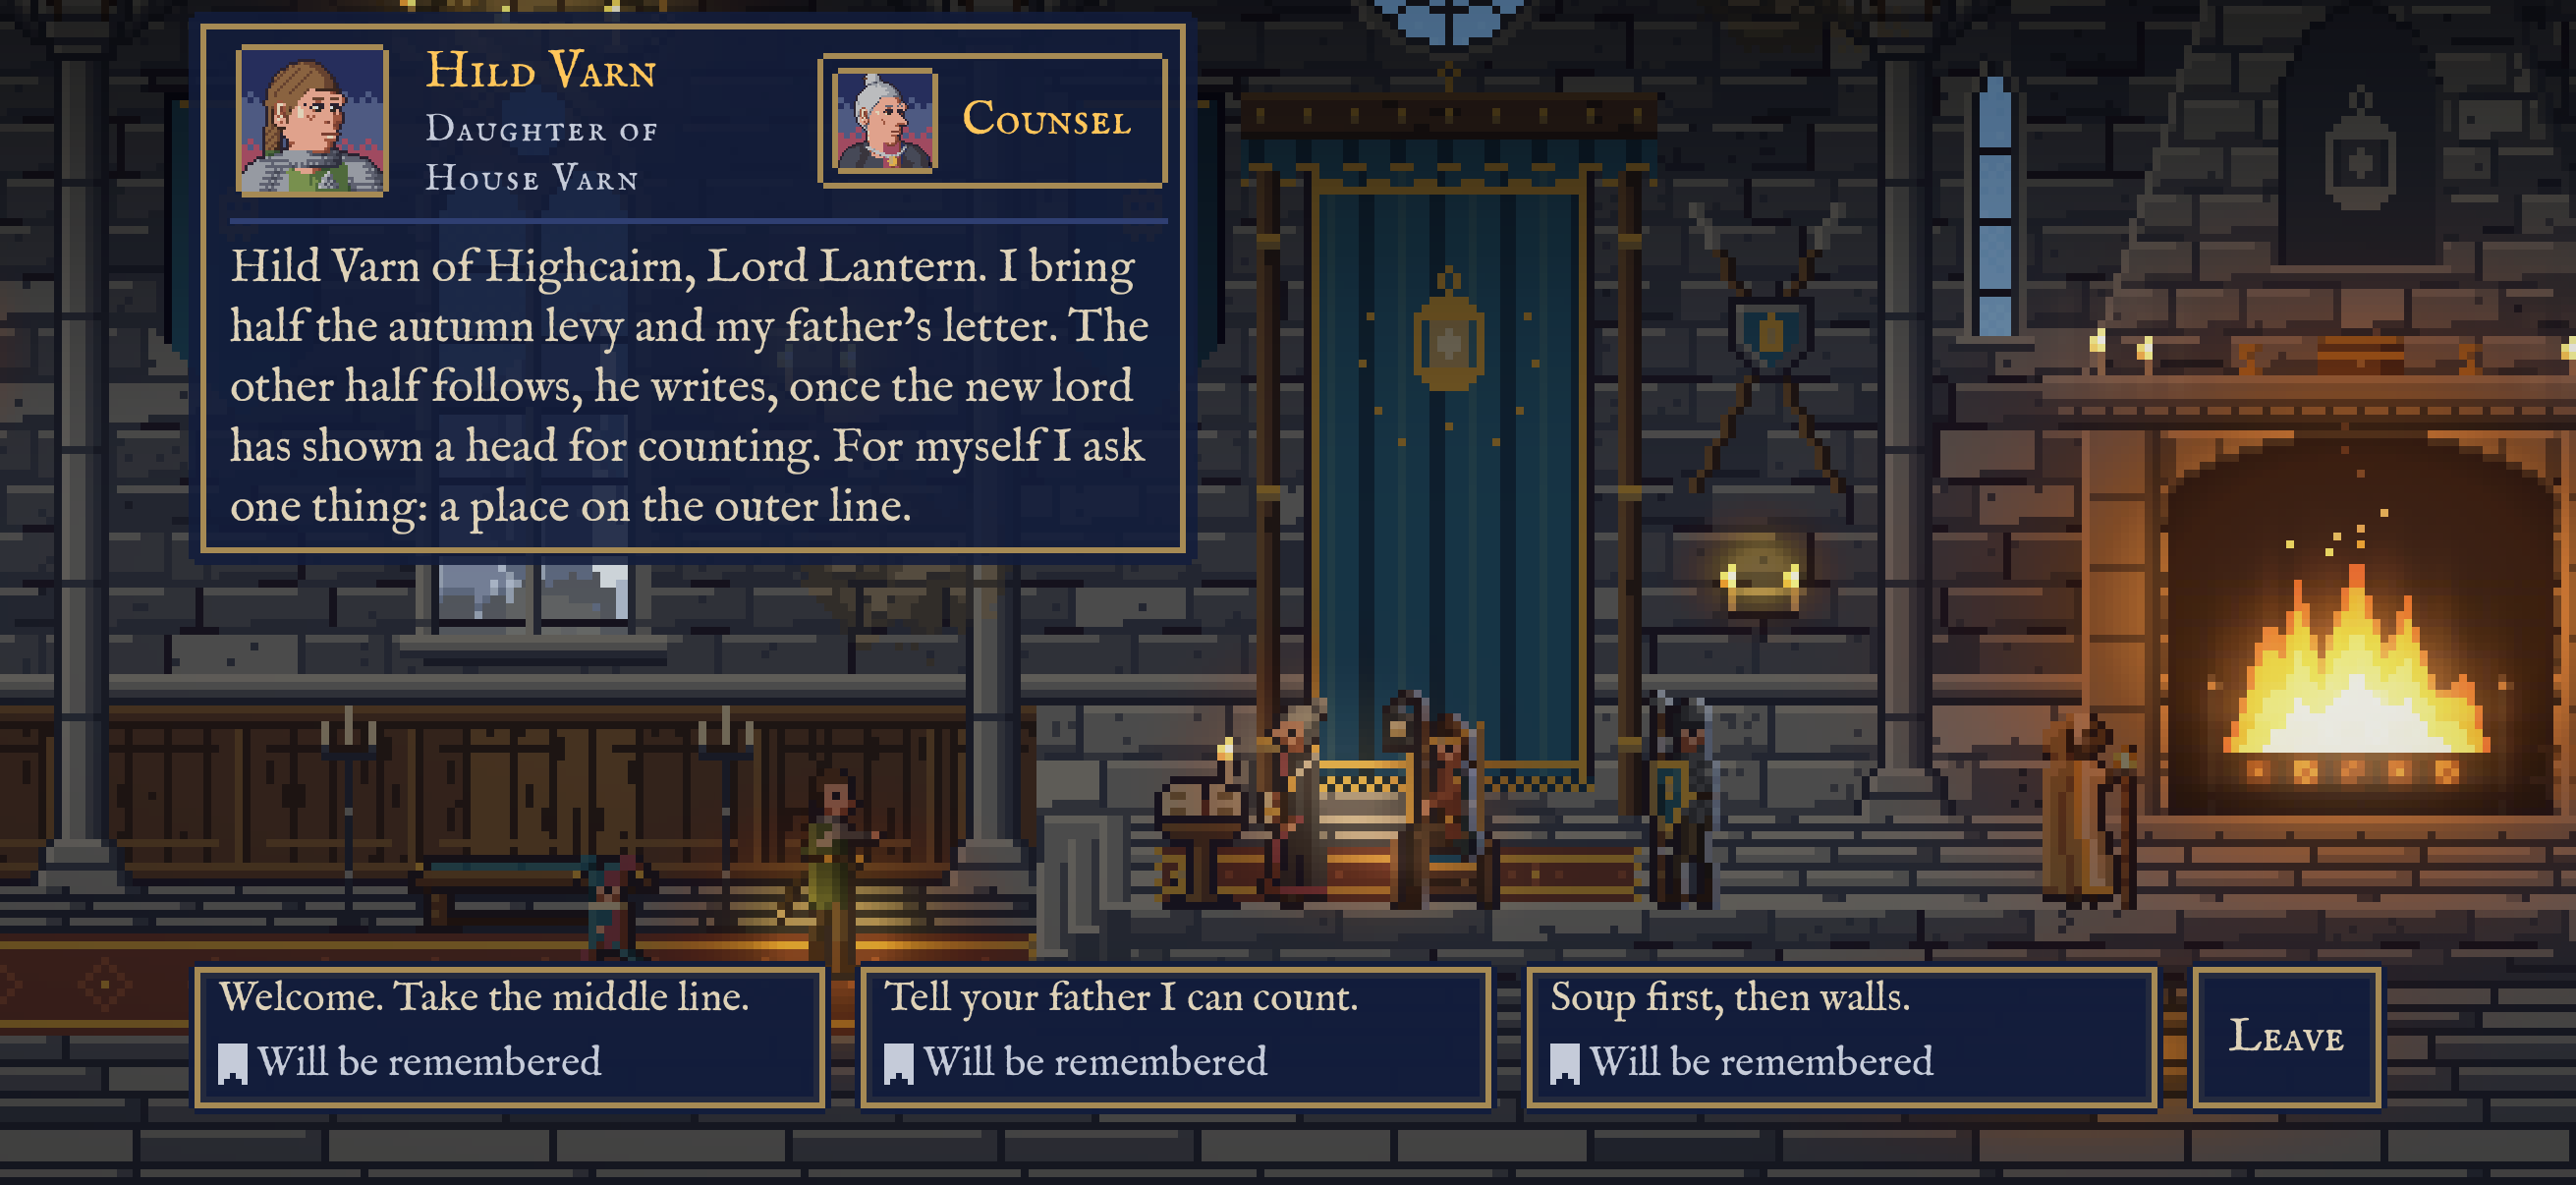 Hild Varn
Daughter of
House Varn
Counsel
Hild Varn of Highcairn, Lord Lantern. I bring
half the autumn levy and my father's letter. The
other half follows, he writes, once the new lord
has shown a head for counting. For myself I ask
one thing: a place on the outer line.
Welcome. Take the middle line.
Will be remembered
Tell your father I can count.
Will be remembered
Soup first, then walls.
Will be remembered
Leave